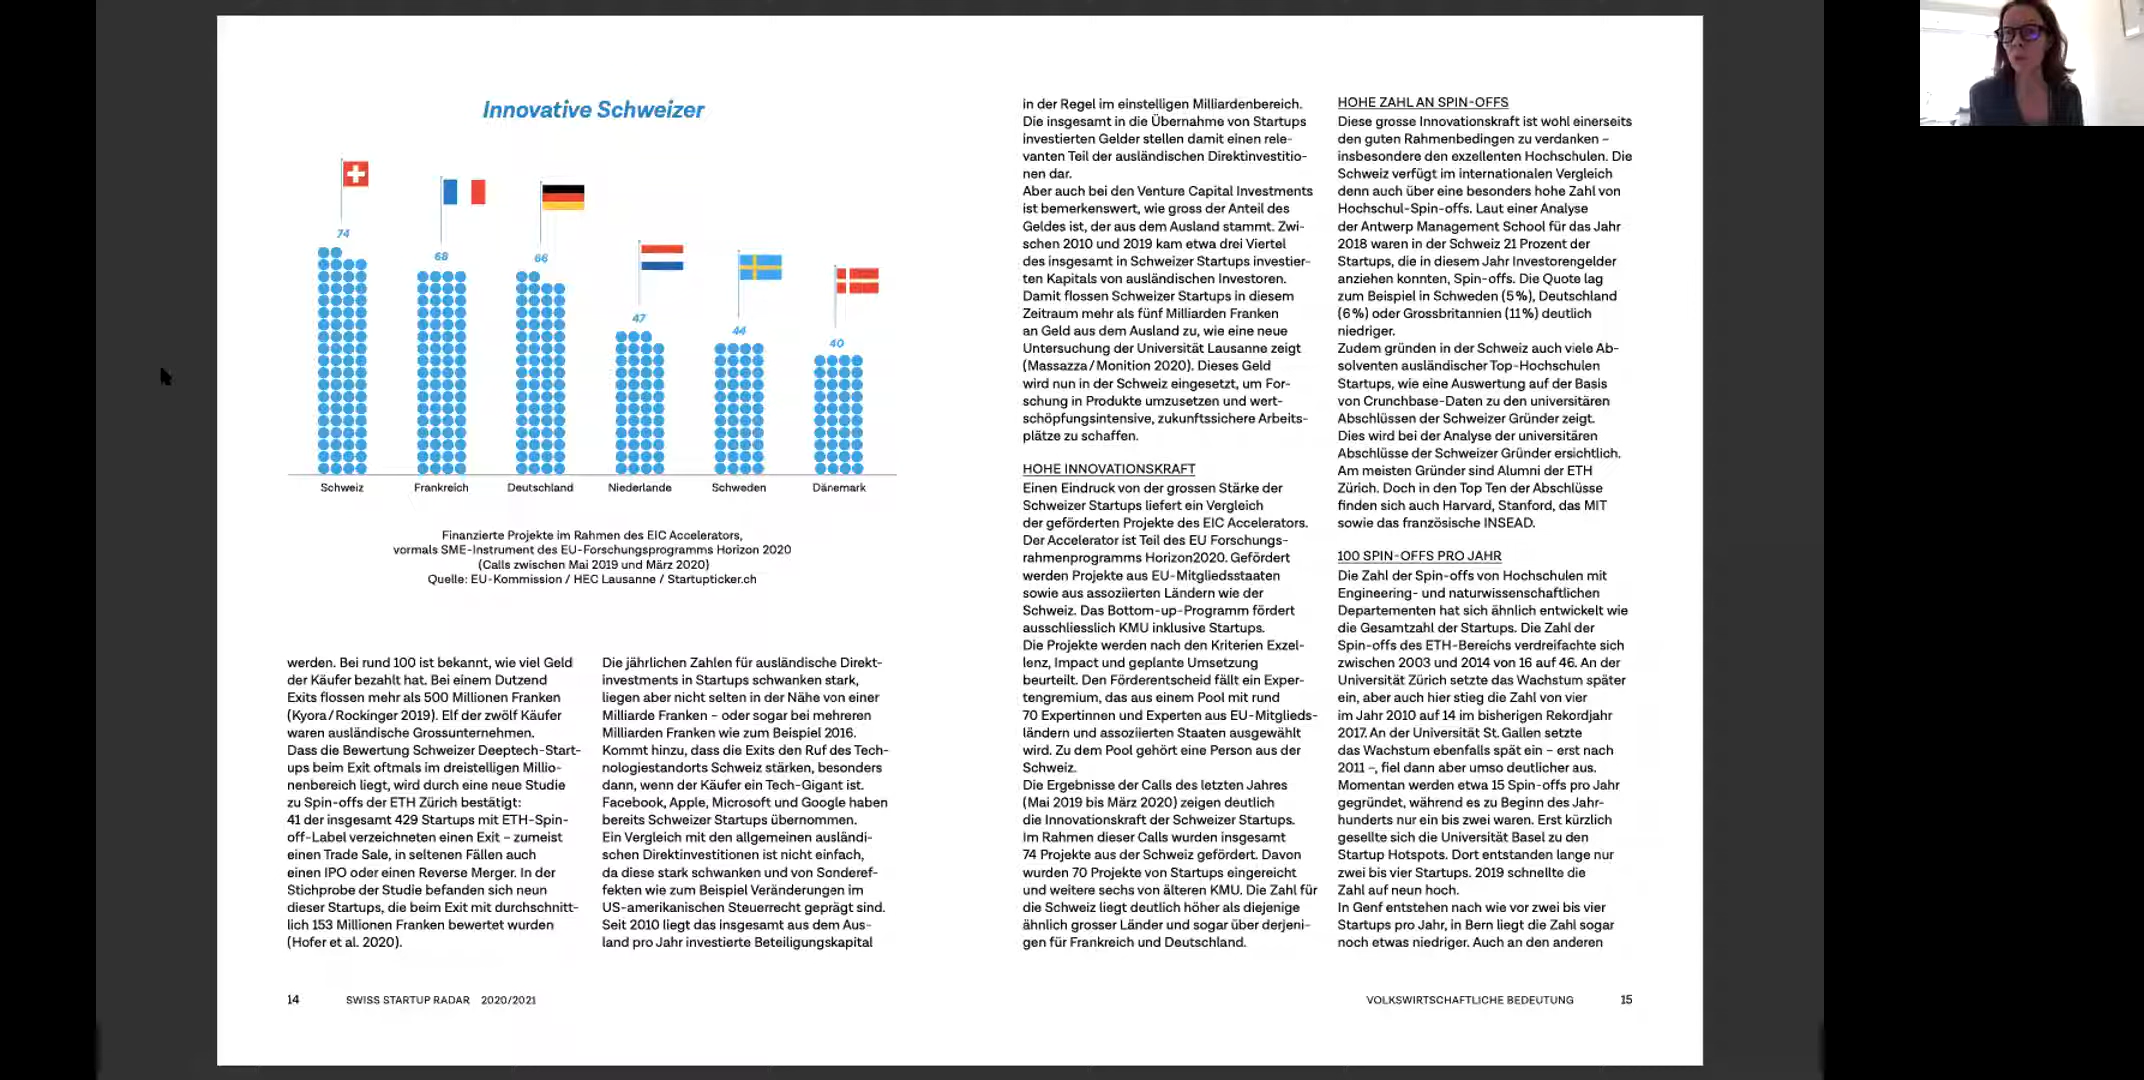 Innovative Schweizer
74
68
66
47
44
40
Schweiz
Frankreich
Deutschland
Niederlande
Schweden
Dänemark
Finanzierte Projekte im Rahmen des EIC Accelerators,
vormals SME-Instrument des EU-Forschungsprogramms Horizon 2020
(Calls zwischen Mai 2019 und März 2020)
Quelle: EU-Kommission / HEC Lausanne / Startupticker.ch
werden. Bei rund 100 ist bekannt, wie viel Geld
der Käufer bezahlt hat. Bei einem Dutzend
Exits flossen mehr als 500 Millionen Franken
(Kyora/Rockinger 2019). Elf der zwölf Käufer
waren ausländische Grossunternehmen.
Dass die Bewertung Schweizer Deeptech-Start-
ups beim Exit oftmals im dreistelligen Millio-
nenbereich liegt, wird durch eine neue Studie
zu Spin-offs der ETH Zürich bestätigt:
41 der insgesamt 429 Startups mit ETH-Spin-
off-Label verzeichneten einen Exit – zumeist
einen Trade Sale, in seltenen Fällen auch
einen IPO oder einen Reverse Merger. In der
Stichprobe der Studie befanden sich neun
dieser Startups, die beim Exit mit durchschnitt-
lich 153 Millionen Franken bewertet wurden
(Hofer et al. 2020).
Die jährlichen Zahlen für ausländische Direkt-
investments in Startups schwanken stark,
liegen aber nicht selten in der Nähe von einer
Milliarde Franken – oder sogar bei mehreren
Milliarden Franken wie zum Beispiel 2016.
Kommt hinzu, dass die Exits den Ruf des Tech-
nologiestandorts Schweiz stärken, besonders
dann, wenn der Käufer ein Tech-Gigant ist.
Facebook, Apple, Microsoft und Google haben
bereits Schweizer Startups übernommen.
Ein Vergleich mit den allgemeinen ausländi-
schen Direktinvestitionen ist nicht einfach,
da diese stark schwanken und von Sonderef-
fekten wie zum Beispiel Veränderungen im
US-amerikanischen Steuerrecht geprägt sind.
Seit 2010 liegt das insgesamt aus dem Aus-
land pro Jahr investierte Beteiligungskapital
14 SWISS STARTUP RADAR 2020/2021
in der Regel im einstelligen Milliardenbereich.
Die insgesamt in die Übernahme von Startups
investierten Gelder stellen damit einen rele-
vanten Teil der ausländischen Direktinvestitio-
nen dar.
Aber auch bei den Venture Capital Investments
ist bemerkenswert, wie gross der Anteil des
Geldes ist, der aus dem Ausland stammt. Zwi-
schen 2010 und 2019 kam etwa drei Viertel
des insgesamt in Schweizer Startups investier-
ten Kapitals von ausländischen Investoren.
Damit flossen Schweizer Startups in diesem
Zeitraum mehr als fünf Milliarden Franken
an Geld aus dem Ausland zu, wie eine neue
Untersuchung der Universität Lausanne zeigt
(Massazza/Monition 2020). Dieses Geld
wird nun in der Schweiz eingesetzt, um For-
schung in Produkte umzusetzen und wert-
schöpfungsintensive, zukunftssichere Arbeits-
plätze zu schaffen.
HOHE INNOVATIONSKRAFT
Einen Eindruck von der grossen Stärke der
Schweizer Startups liefert ein Vergleich
der geförderten Projekte des EIC Accelerators.
Der Accelerator ist Teil des EU Forschungs-
rahmenprogramms Horizon2020. Gefördert
werden Projekte aus EU-Mitgliedsstaaten
sowie aus assoziierten Ländern wie der
Schweiz. Das Bottom-up-Programm fördert
ausschliesslich KMU inklusive Startups.
Die Projekte werden nach den Kriterien Exzel-
lenz, Impact und geplante Umsetzung
beurteilt. Den Förderentscheid fällt ein Exper-
tengremium, das aus einem Pool mit rund
70 Expertinnen und Experten aus EU-Mitglieds-
ländern und assoziierten Staaten ausgewählt
wird. Zu dem Pool gehört eine Person aus der
Schweiz.
Die Ergebnisse der Calls des letzten Jahres
(Mai 2019 bis März 2020) zeigen deutlich
die Innovationskraft der Schweizer Startups.
Im Rahmen dieser Calls wurden insgesamt
74 Projekte aus der Schweiz gefördert. Davon
wurden 70 Projekte von Startups eingereicht
und weitere sechs von älteren KMU. Die Zahl für
die Schweiz liegt deutlich höher als diejenige
ähnlich grosser Länder und sogar über derjeni-
gen für Frankreich und Deutschland.
HOHE ZAHL AN SPIN-OFFS
Diese grosse Innovationskraft ist wohl einerseits
den guten Rahmenbedingen zu verdanken –
insbesondere den exzellenten Hochschulen. Die
Schweiz verfügt im internationalen Vergleich
denn auch über eine besonders hohe Zahl von
Hochschul-Spin-offs. Laut einer Analyse
der Antwerp Management School für das Jahr
2018 waren in der Schweiz 21 Prozent der
Startups, die in diesem Jahr Investorengelder
anziehen konnten, Spin-offs. Die Quote lag
zum Beispiel in Schweden (5%), Deutschland
(6%) oder Grossbritannien (11%) deutlich
niedriger.
Zudem gründen in der Schweiz auch viele Ab-
solventen ausländischer Top-Hochschulen
Startups, wie eine Auswertung auf der Basis
von Crunchbase-Daten zu den universitären
Abschlüssen der Schweizer Gründer zeigt.
Dies wird bei der Analyse der universitären
Abschlüsse der Schweizer Gründer ersichtlich.
Am meisten Gründer sind Alumni der ETH
Zürich. Doch in den Top Ten der Abschlüsse
finden sich auch Harvard, Stanford, das MIT
sowie das französische INSEAD.
100 SPIN-OFFS PRO JAHR
Die Zahl der Spin-offs von Hochschulen mit
Engineering- und naturwissenschaftlichen
Departementen hat sich ähnlich entwickelt wie
die Gesamtzahl der Startups. Die Zahl der
Spin-offs des ETH-Bereichs verdreifachte sich
zwischen 2003 und 2014 von 16 auf 46. An der
Universität Zürich setzte das Wachstum später
ein, aber auch hier stieg die Zahl von vier
im Jahr 2010 auf 14 im bisherigen Rekordjahr
2017. An der Universität St. Gallen setzte
das Wachstum ebenfalls spät ein – erst nach
2011 –, fiel dann aber umso deutlicher aus.
Momentan werden etwa 15 Spin-offs pro Jahr
gegründet, während es zu Beginn des Jahr-
hunderts nur ein bis zwei waren. Erst kürzlich
gesellte sich die Universität Basel zu den
Startup Hotspots. Dort entstanden lange nur
zwei bis vier Startups. 2019 schnellte die
Zahl auf neun hoch.
In Genf entstehen nach wie vor zwei bis vier
Startups pro Jahr, in Bern liegt die Zahl sogar
noch etwas niedriger. Auch an den anderen
VOLKSWIRTSCHAFTLICHE BEDEUTUNG 15